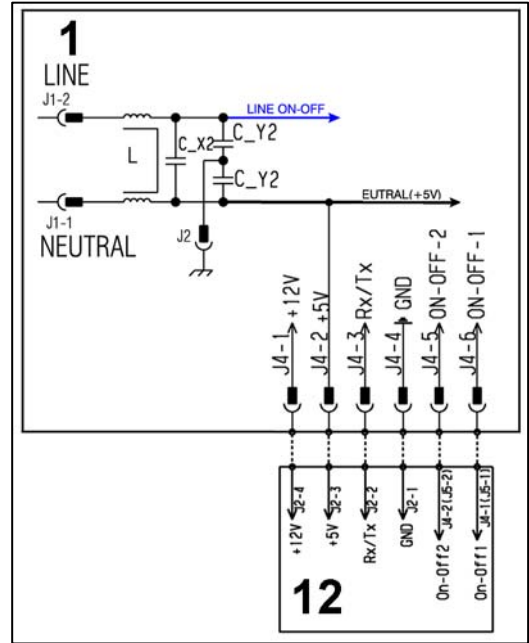 1
LINE
J1-2
LINE ON-OFF
C_Y2
C_X2
L
C_Y2
EUTRAL(+5V)
J1-1
NEUTRAL
J2
J4-1 +12V
J4-2 +5V
J4-3 Rx/Tx
J4-4 GND
J4-5 ON-OFF-2
J4-6 ON-OFF-1
+12V J2-4
+5V J2-3
Rx/Tx J2-2
GND J2-1
On-Off2 J4-2(J5-2)
On-Off1 J4-1(J5-1)
12